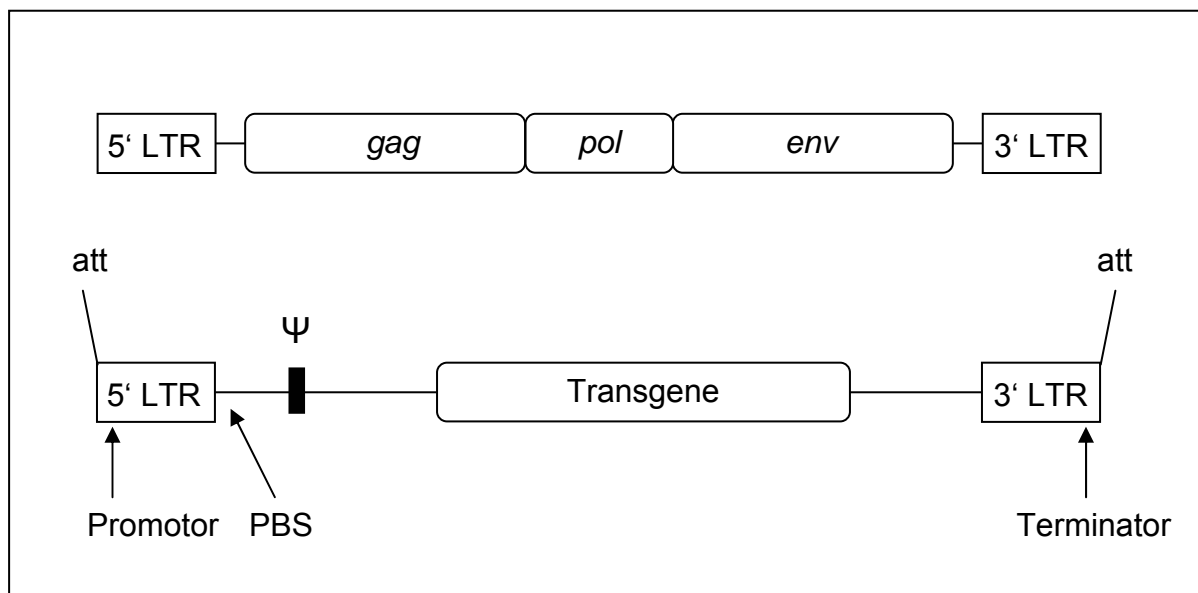 5‘ LTR gag pol env 3‘ LTR
att att
Ψ
5‘ LTR Transgene 3‘ LTR
Promotor PBS Terminator